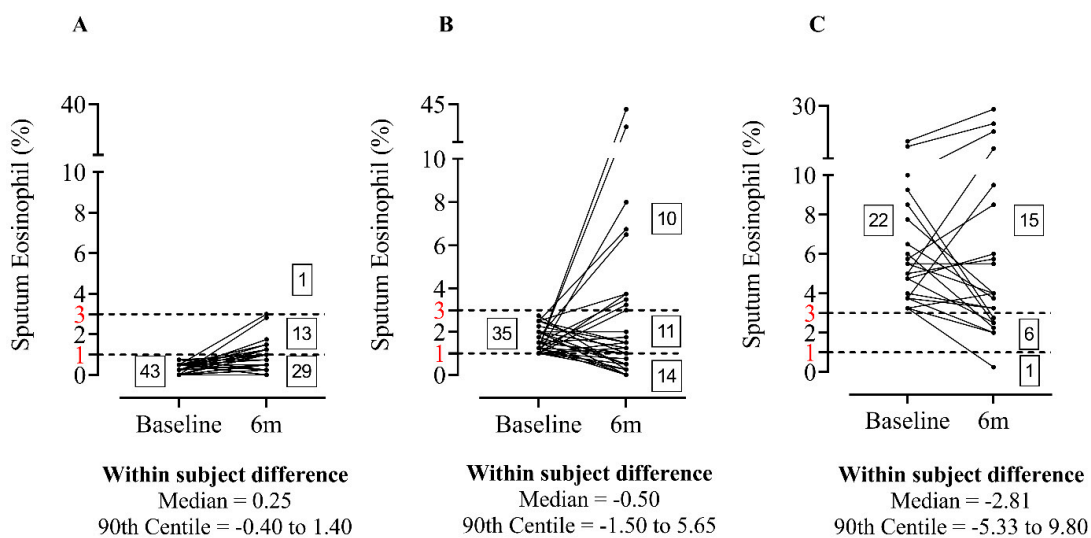 A
Sputum Eosinophil (%)
40
10
8
6
4
3
2
1
0
1
13
43
29
Baseline 6m
Within subject difference
Median = 0.25
90th Centile = -0.40 to 1.40
B
Sputum Eosinophil (%)
45
10
8
6
4
3
2
1
0
10
35
11
14
Baseline 6m
Within subject difference
Median = -0.50
90th Centile = -1.50 to 5.65
C
Sputum Eosinophil (%)
30
10
8
6
4
3
2
1
0
22
15
6
1
Baseline 6m
Within subject difference
Median = -2.81
90th Centile = -5.33 to 9.80